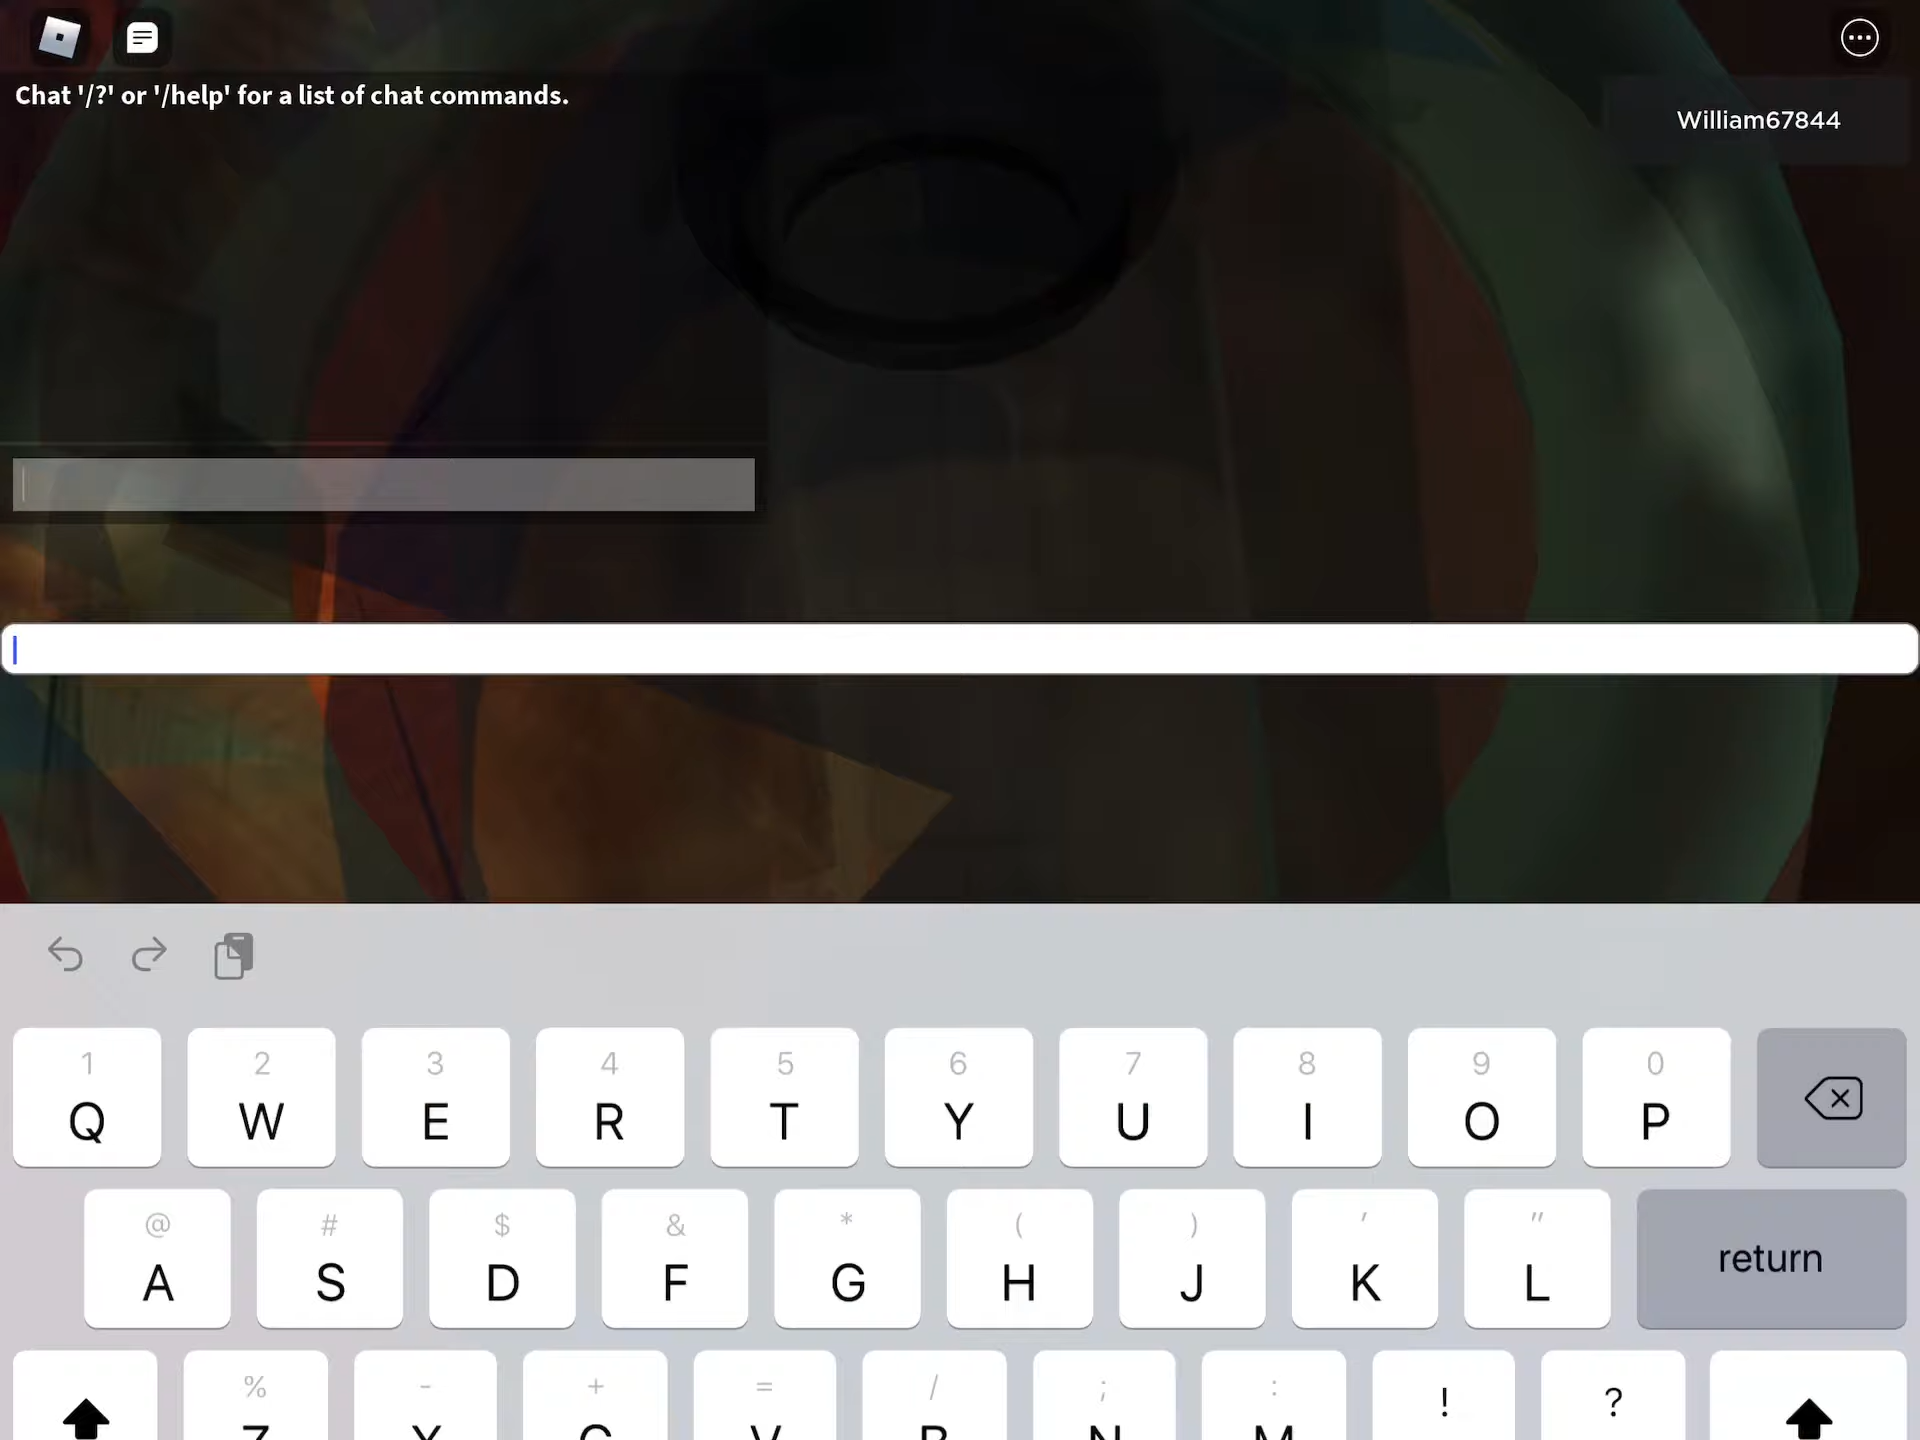 Chat '/?' or '/help' for a list of chat commands.
William67844
1 2 3 4 5 6 7 8 9 0
Q W E R T Y U I O P
@ # $ & * ( ) ' "
A S D F G H J K L return
% - + = / ; : ! ?
Z X C V B N M